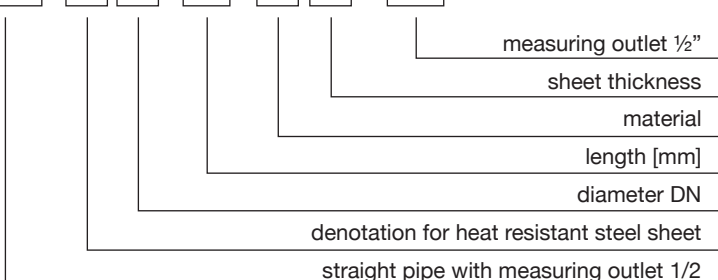 measuring outlet ½”
sheet thickness
material
length [mm]
diameter DN
denotation for heat resistant steel sheet
straight pipe with measuring outlet 1/2